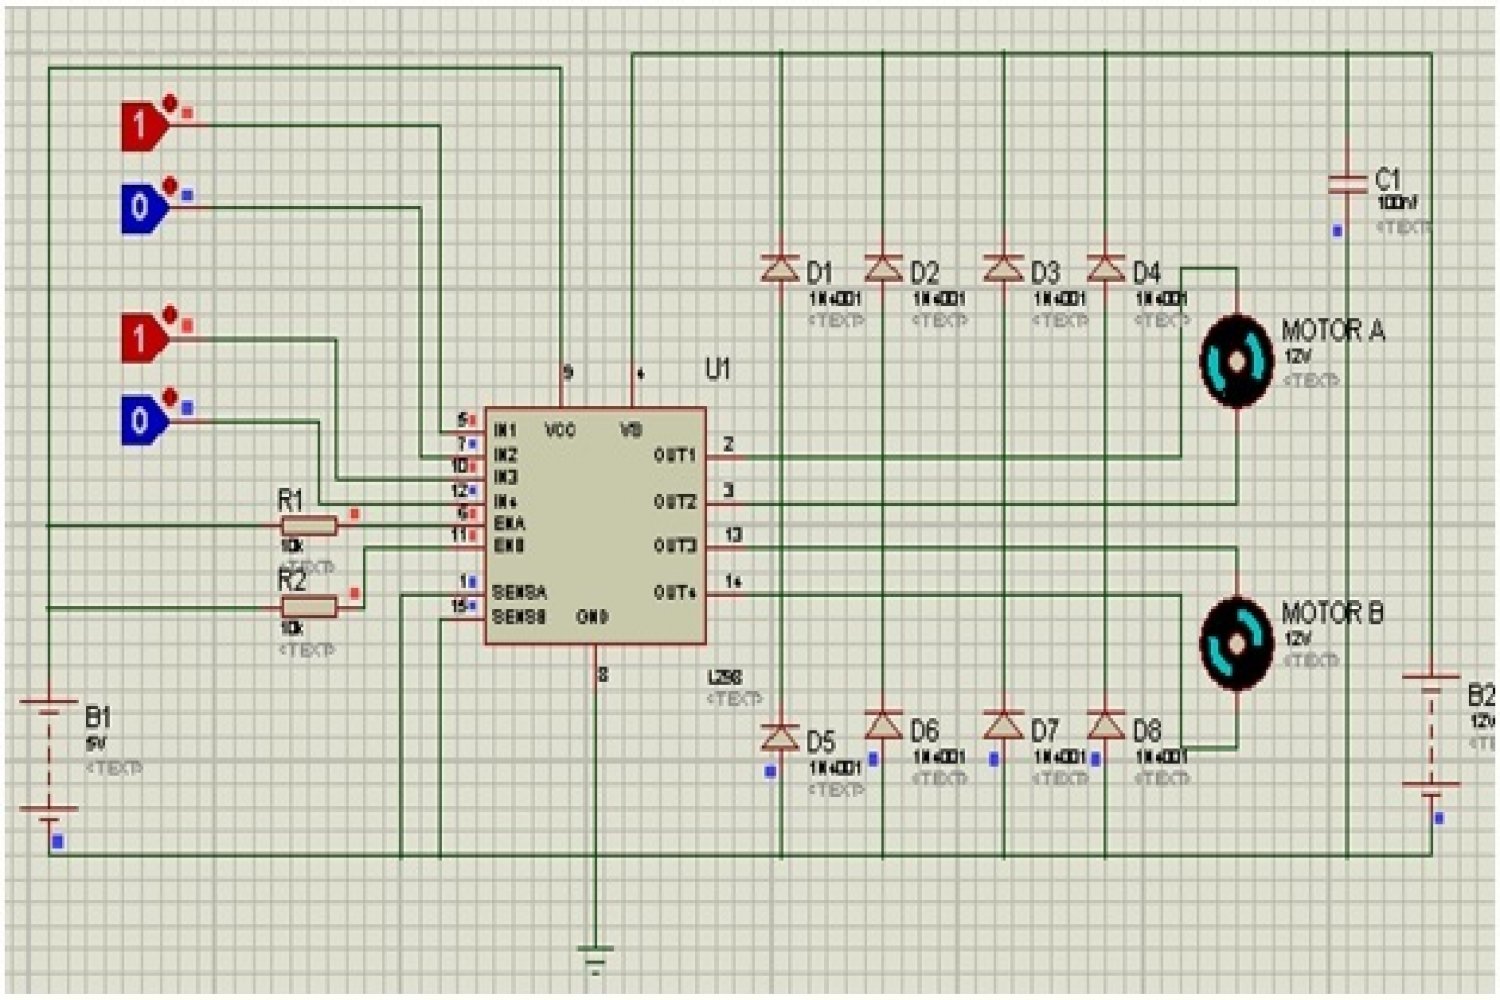 1
0
1
0
R1
10k
<TEXT>
R2
10k
<TEXT>
B1
5V
<TEXT>
U1
9
4
5
7
10
12
6
11
1
15
IN1
IN2
IN3
IN4
ENA
ENB
SENSA
SENSB
VCC
VS
GND
OUT1
OUT2
OUT3
OUT4
2
3
13
14
8
L298
<TEXT>
D1
1N4001
<TEXT>
D2
1N4001
<TEXT>
D3
1N4001
<TEXT>
D4
1N4001
<TEXT>
C1
100nF
<TEXT>
MOTOR A
12V
<TEXT>
MOTOR B
12V
<TEXT>
D5
1N4001
<TEXT>
D6
1N4001
<TEXT>
D7
1N4001
<TEXT>
D8
1N4001
<TEXT>
B2
12V